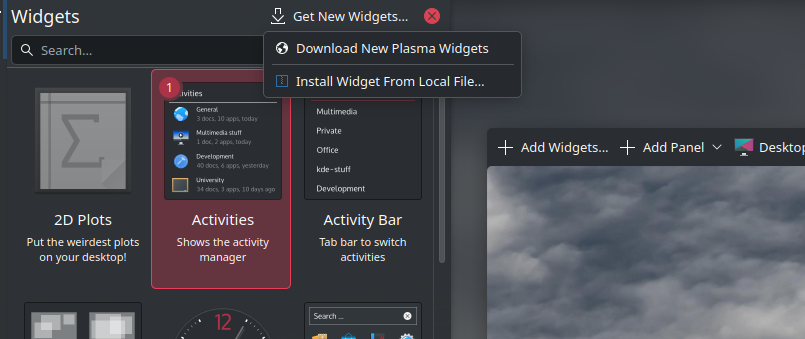 Widgets
Get New Widgets...
Search...
Download New Plasma Widgets
Install Widget From Local File...
1
General
3 docs, 10 apps, today
Multimedia stuff
1 doc, 2 apps, today
Development
40 docs, 6 apps, yesterday
University
34 docs, 3 apps, 10 days ago
Multimedia
Private
Office
kde-stuff
Development
Add Widgets...
Add Panel
Desktop
2D Plots
Put the weirdest plots
on your desktop!
Activities
Shows the activity
manager
Activity Bar
Tab bar to switch
activities
12
Search ...